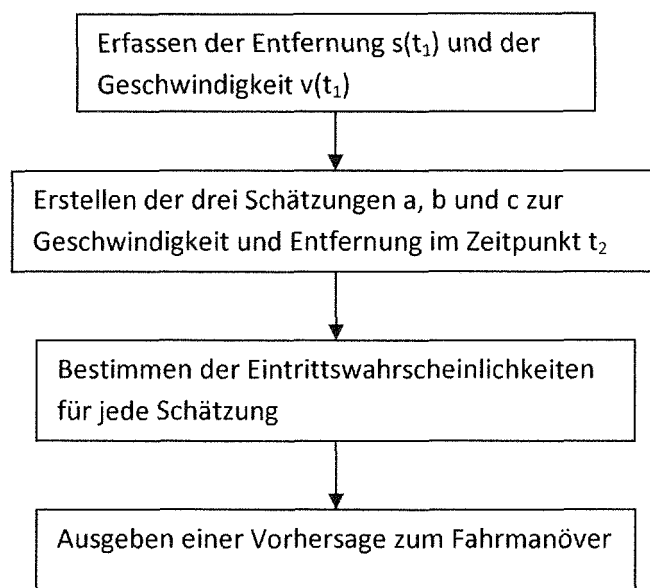 Erfassen der Entfernung s(t₁) und der
Geschwindigkeit v(t₁)
Erstellen der drei Schätzungen a, b und c zur
Geschwindigkeit und Entfernung im Zeitpunkt t₂
Bestimmen der Eintrittswahrscheinlichkeiten
für jede Schätzung
Ausgeben einer Vorhersage zum Fahrmanöver